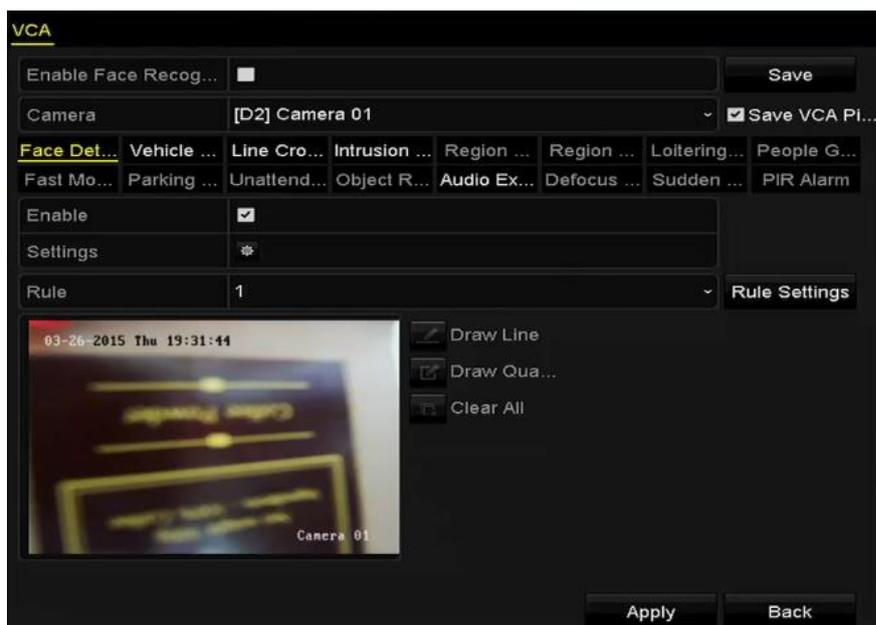 VCA
Enable Face Recog...
Save
Camera [D2] Camera 01
Save VCA Pi...
Face Det... Vehicle ... Line Cro... Intrusion ... Region ... Region ... Loitering... People G...
Fast Mo... Parking ... Unattend... Object R... Audio Ex... Defocus ... Sudden ... PIR Alarm
Enable
Settings
Rule 1
Rule Settings
03-26-2015 Thu 19:31:44
Draw Line
Draw Qua...
Clear All
Camera 01
Apply Back